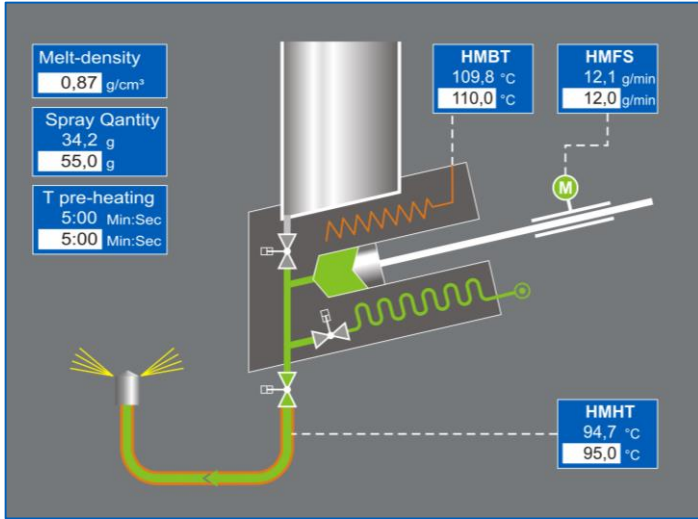 Melt-density
0,87 g/cm³
Spray Qantity
34,2 g
55,0 g
T pre-heating
5:00 Min:Sec
5:00 Min:Sec
HMBT
109,8 °C
110,0 °C
HMFS
12,1 g/min
12,0 g/min
M
HMHT
94,7 °C
95,0 °C